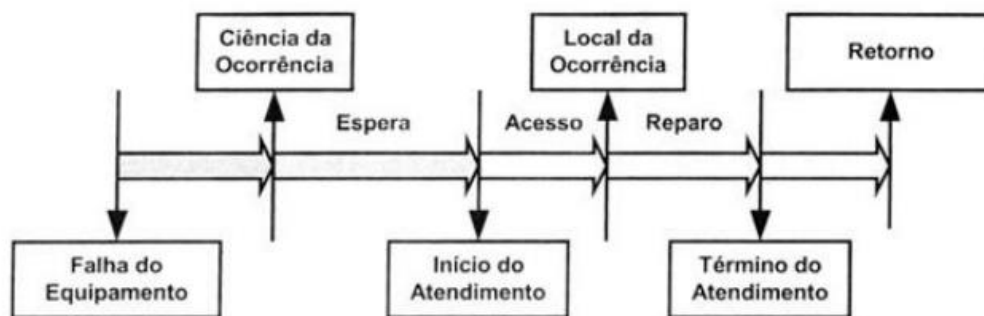 Ciência da
Ocorrência
Local da
Ocorrência
Retorno
Espera
Acesso
Reparo
Falha do
Equipamento
Início do
Atendimento
Término do
Atendimento